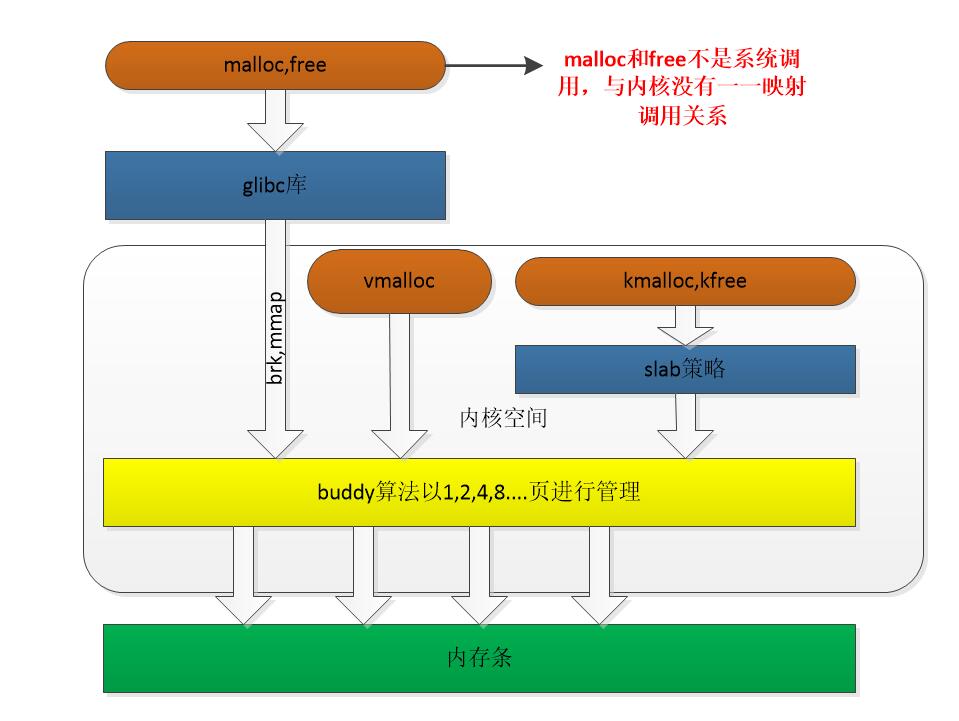 malloc,free
malloc和free不是系统调
用，与内核没有一一映射
调用关系
glibc库
brk,mmap
vmalloc
kmalloc,kfree
slab策略
内核空间
buddy算法以1,2,4,8....页进行管理
内存条